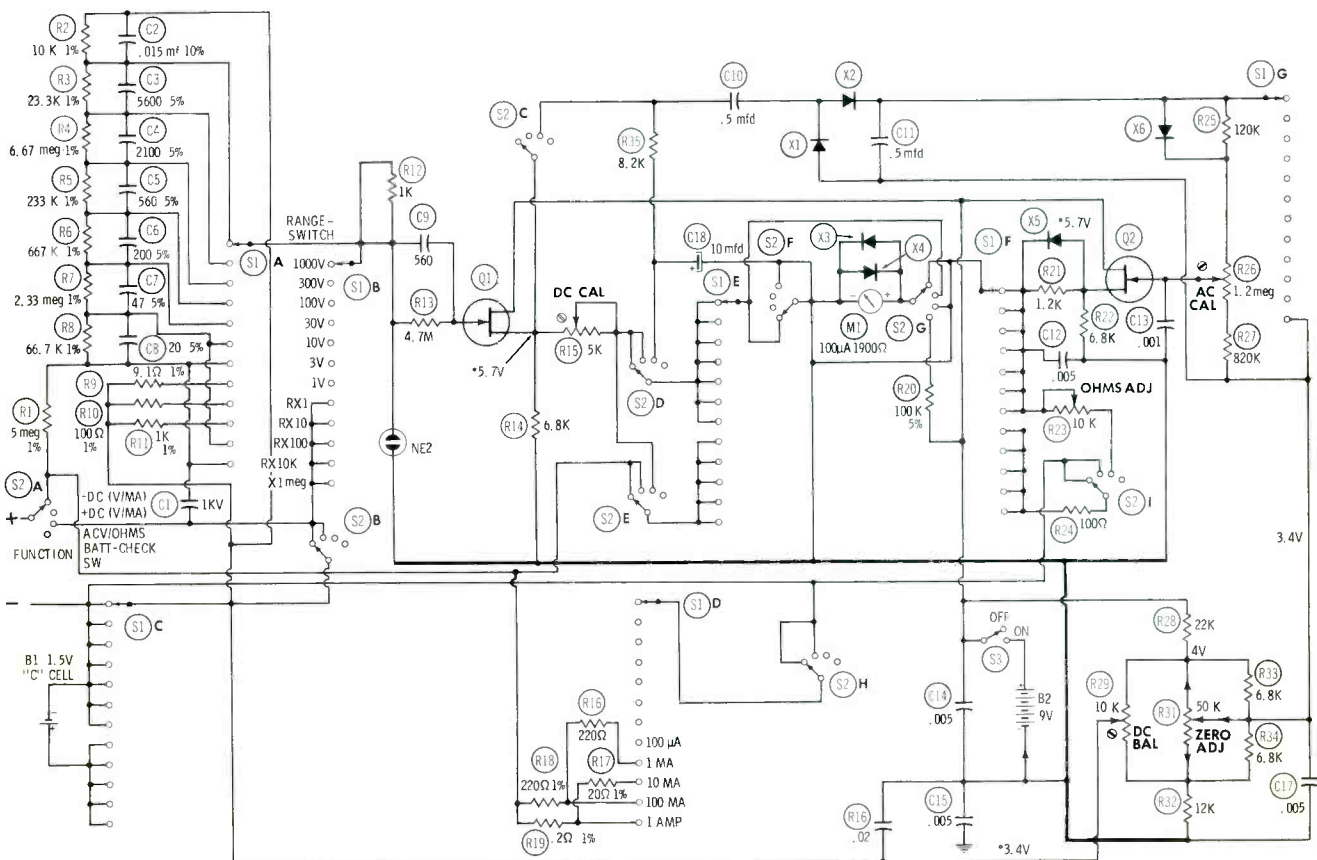 R2
10 K 1%
C2
.015 mf 10%
R3
23.3K 1%
C3
5600 5%
R4
6.67 meg 1%
C4
2100 5%
R5
233 K 1%
C5
560 5%
R6
667 K 1%
C6
200 5%
R7
2.33 meg 1%
C7
47 5%
R8
66.7 K 1%
C8
20 5%
R9
9.1Ω 1%
R10
100Ω
1%
R11
1K
1%
R1
5 meg
1%
S2 A
+
-DC (V/MA)
+DC (V/MA)
ACV/OHMS
BATT-CHECK
SW
FUNCTION
C1
1KV
RANGE-
SWITCH
S1 A
1000V
300V
100V
30V
10V
3V
1V
RX1
RX10
RX100
RX10K
X1meg
S1 B
S2 B
R12
1K
C9
560
R13
4.7M
Q1
NE2
S2 C
R35
8.2K
DC CAL
R15
5K
*5.7V
R14
6.8K
S2 D
S2 E
C10
.5 mfd
X2
X1
C11
.5mfd
C18
10 mfd
S1 E
S2 F
X3
X4
- +
M1
100µA 1900Ω
S2 G
R20
100 K
5%
S1 F
X5
*5.7V
R21
1.2K
R22
6.8K
Q2
C12
.005
C13
.001
OHMS ADJ
R23
10 K
S2 I
R24
100Ω
S1 G
X6
R25
120K
R26
1.2meg
AC
CAL
R27
820K
3.4V
-
S1 C
B1 1.5V
"C" CELL
-
+
S1 D
S2 H
R16
220Ω
100 µA
1 MA
10 MA
100 MA
1 AMP
R17
20Ω 1%
R18
220Ω 1%
R19
.2Ω 1%
OFF
ON
S3
B2
9V
C14
.005
C15
.005
R16
.02
*3.4V
R28
22K
4V
R29
10 K
DC
BAL
R31
50 K
ZERO
ADJ
R33
6.8K
R34
6.8K
R32
12K
C17
.005